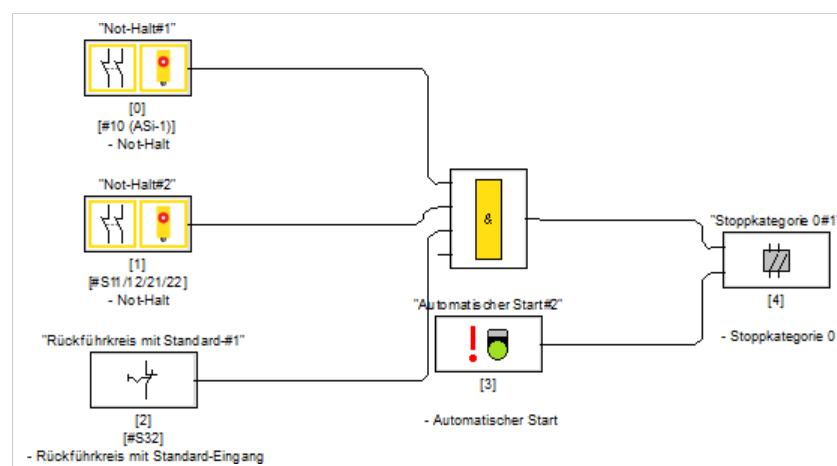 "Not-Halt#1"
[0]
[#10 (ASi-1)]
- Not-Halt
"Not-Halt#2"
[1]
[#S11/12/21/22]
- Not-Halt
"Rückführkreis mit Standard-#1"
[2]
[#S32]
- Rückführkreis mit Standard-Eingang
&
"Automatischer Start#2"
[3]
- Automatischer Start
"Stoppkategorie 0#1"
[4]
- Stoppkategorie 0